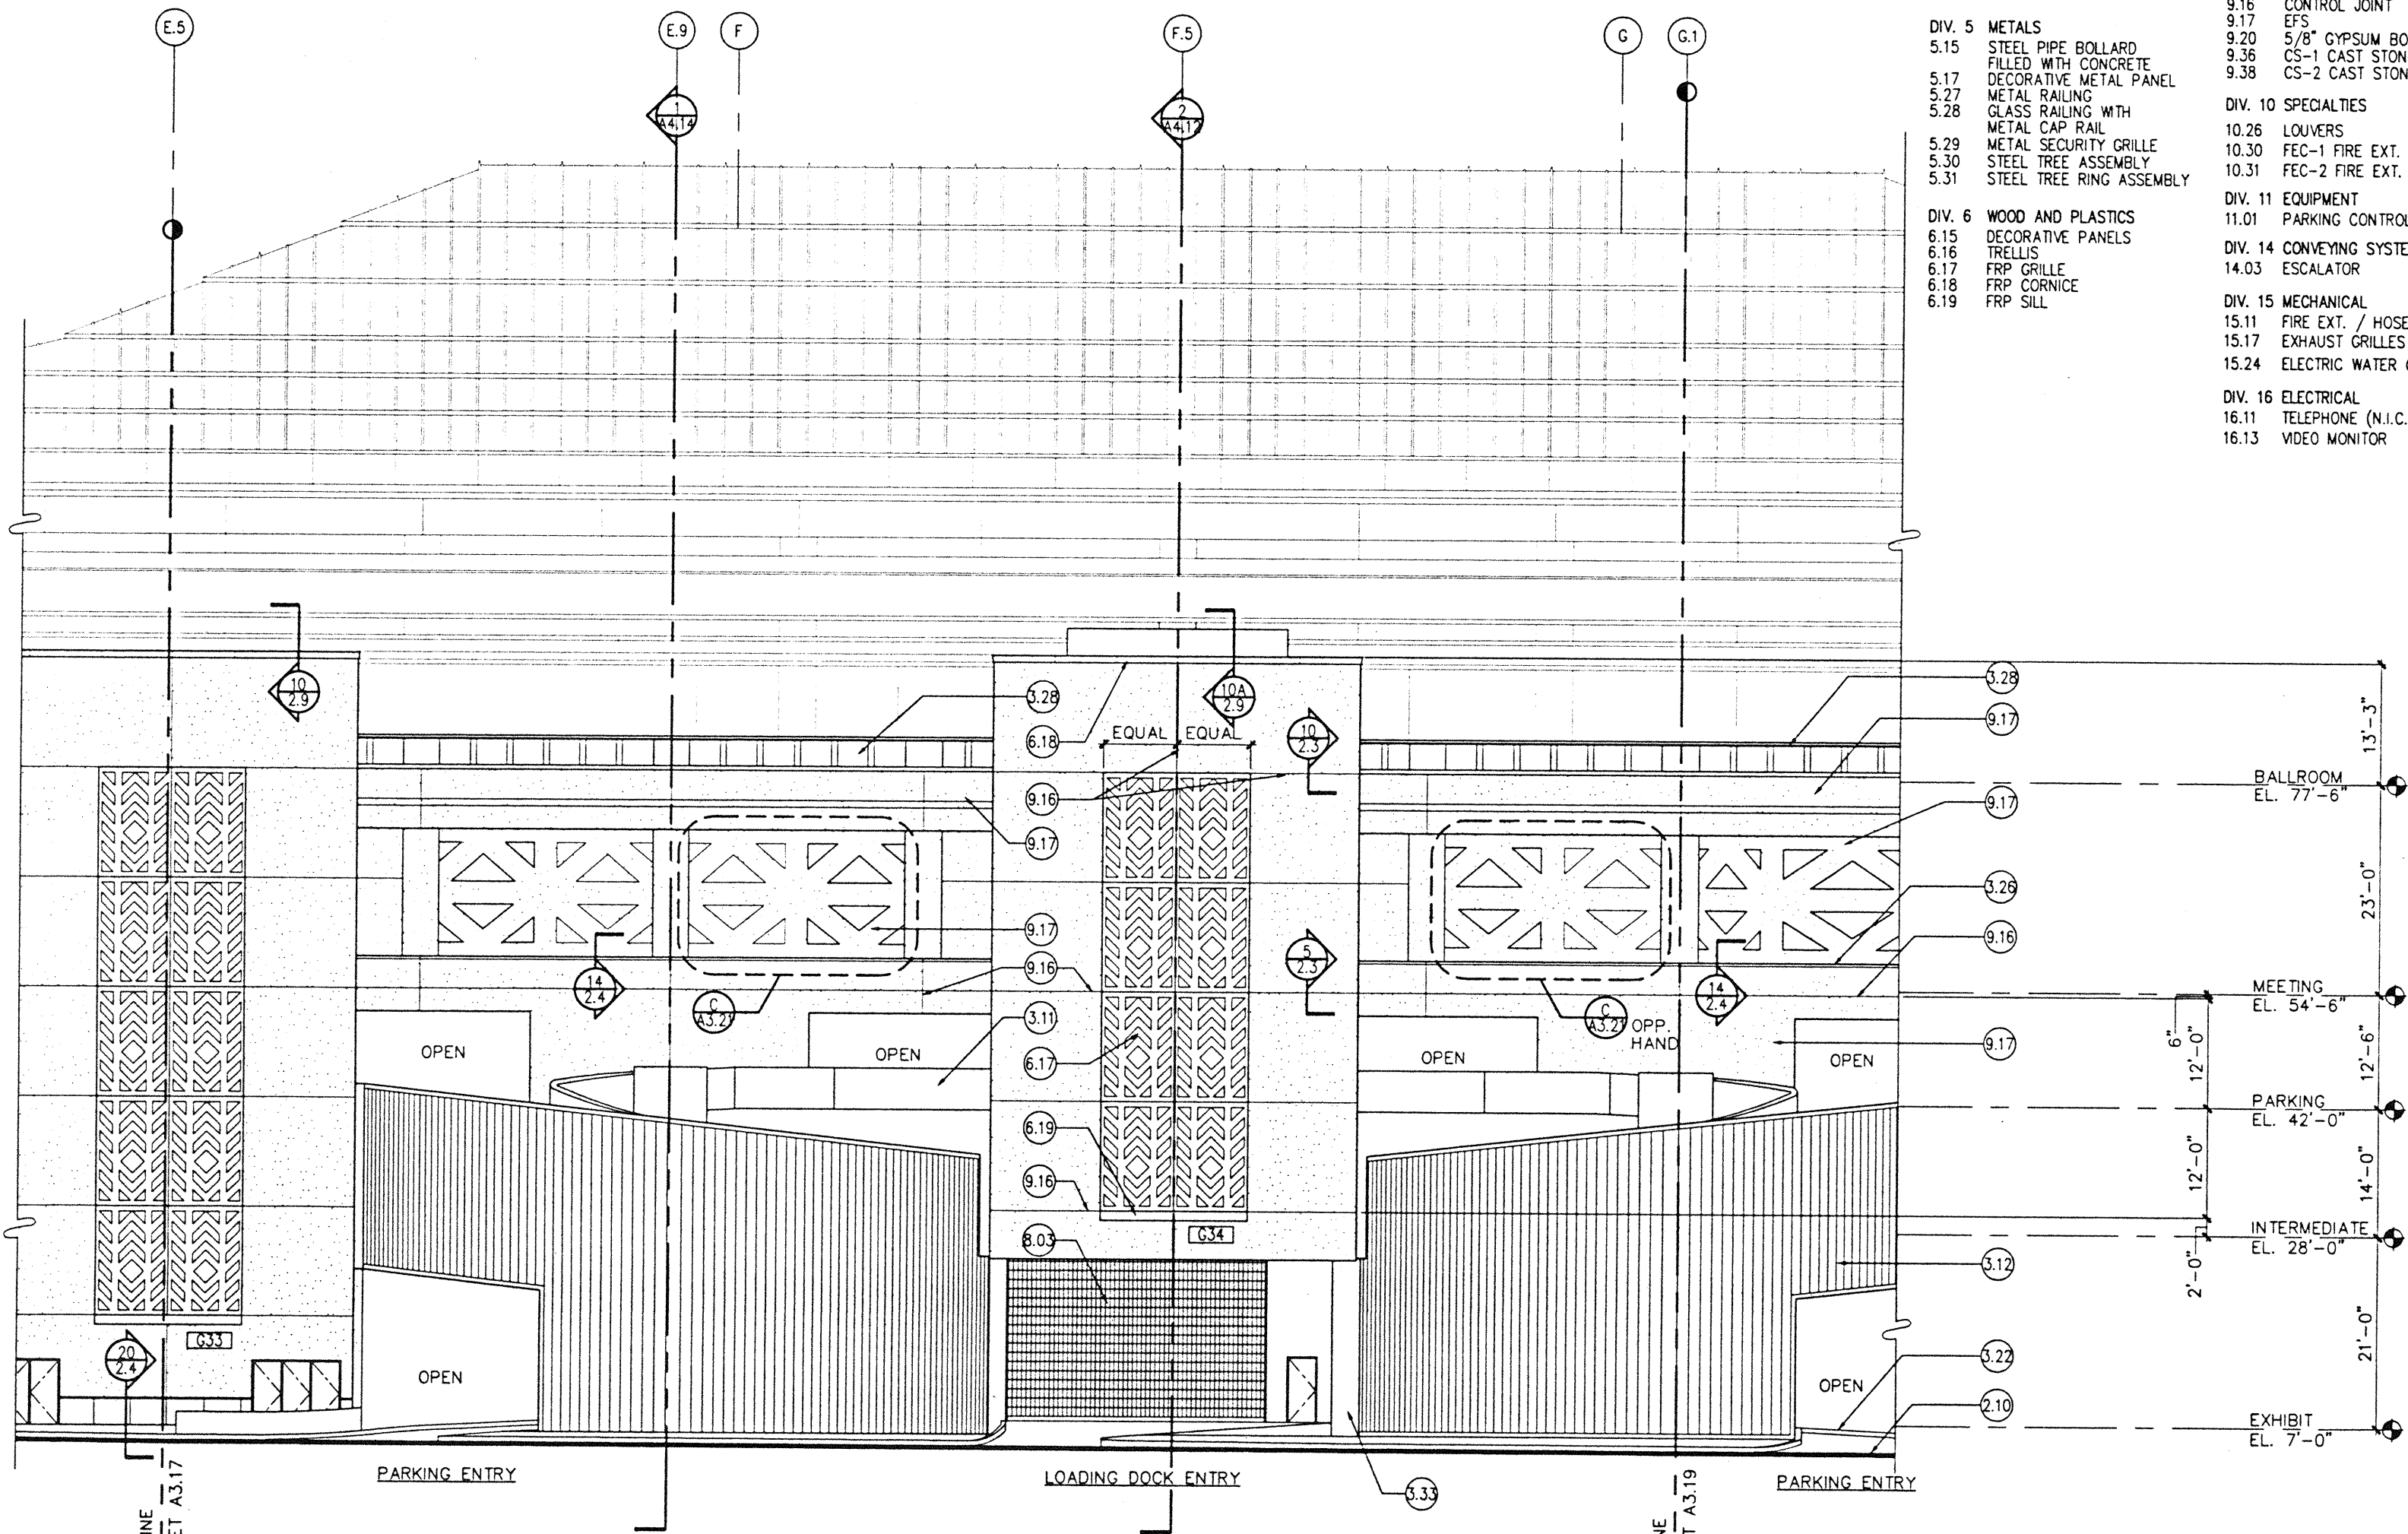 E.5
E.9
F
F.5
G
G.1
1
A4.14
2
A4.12
DIV. 5 METALS
5.15 STEEL PIPE BOLLARD
FILLED WITH CONCRETE
5.17 DECORATIVE METAL PANEL
5.27 METAL RAILING
5.28 GLASS RAILING WITH
METAL CAP RAIL
5.29 METAL SECURITY GRILLE
5.30 STEEL TREE ASSEMBLY
5.31 STEEL TREE RING ASSEMBLY
DIV. 6 WOOD AND PLASTICS
6.15 DECORATIVE PANELS
6.16 TRELLIS
6.17 FRP GRILLE
6.18 FRP CORNICE
6.19 FRP SILL
9.16 CONTROL JOINT
9.17 EFS
9.20 5/8" GYPSUM BO
9.36 CS-1 CAST STON
9.38 CS-2 CAST STON
DIV. 10 SPECIALTIES
10.26 LOUVERS
10.30 FEC-1 FIRE EXT.
10.31 FEC-2 FIRE EXT.
DIV. 11 EQUIPMENT
11.01 PARKING CONTROL
DIV. 14 CONVEYING SYSTE
14.03 ESCALATOR
DIV. 15 MECHANICAL
15.11 FIRE EXT. / HOSE
15.17 EXHAUST GRILLES
15.24 ELECTRIC WATER
DIV. 16 ELECTRICAL
16.11 TELEPHONE (N.I.C.
16.13 VIDEO MONITOR
10
2.9
3.28
6.18
EQUAL EQUAL
10A
2.9
10
2.3
9.16
9.17
9.17
9.16
5
2.3
14
2.4
C
A3.21
3.11
6.17
6.19
9.16
8.03
OPEN
OPEN
OPEN
OPEN
C
A3.21
OPP.
HAND
14
2.4
3.28
9.17
9.17
3.26
9.16
9.17
3.12
3.22
2.10
3.33
G33
G34
20
2.4
OPEN
OPEN
13'-3"
BALLROOM
EL. 77'-6"
23'-0"
MEETING
EL. 54'-6"
6"
12'-0"
12'-6"
PARKING
EL. 42'-0"
12'-0"
14'-0"
INTERMEDIATE
EL. 28'-0"
2'-0"
21'-0"
EXHIBIT
EL. 7'-0"
PARKING ENTRY
LOADING DOCK ENTRY
PARKING ENTRY
INE
ET A3.17
NE
T A3.19